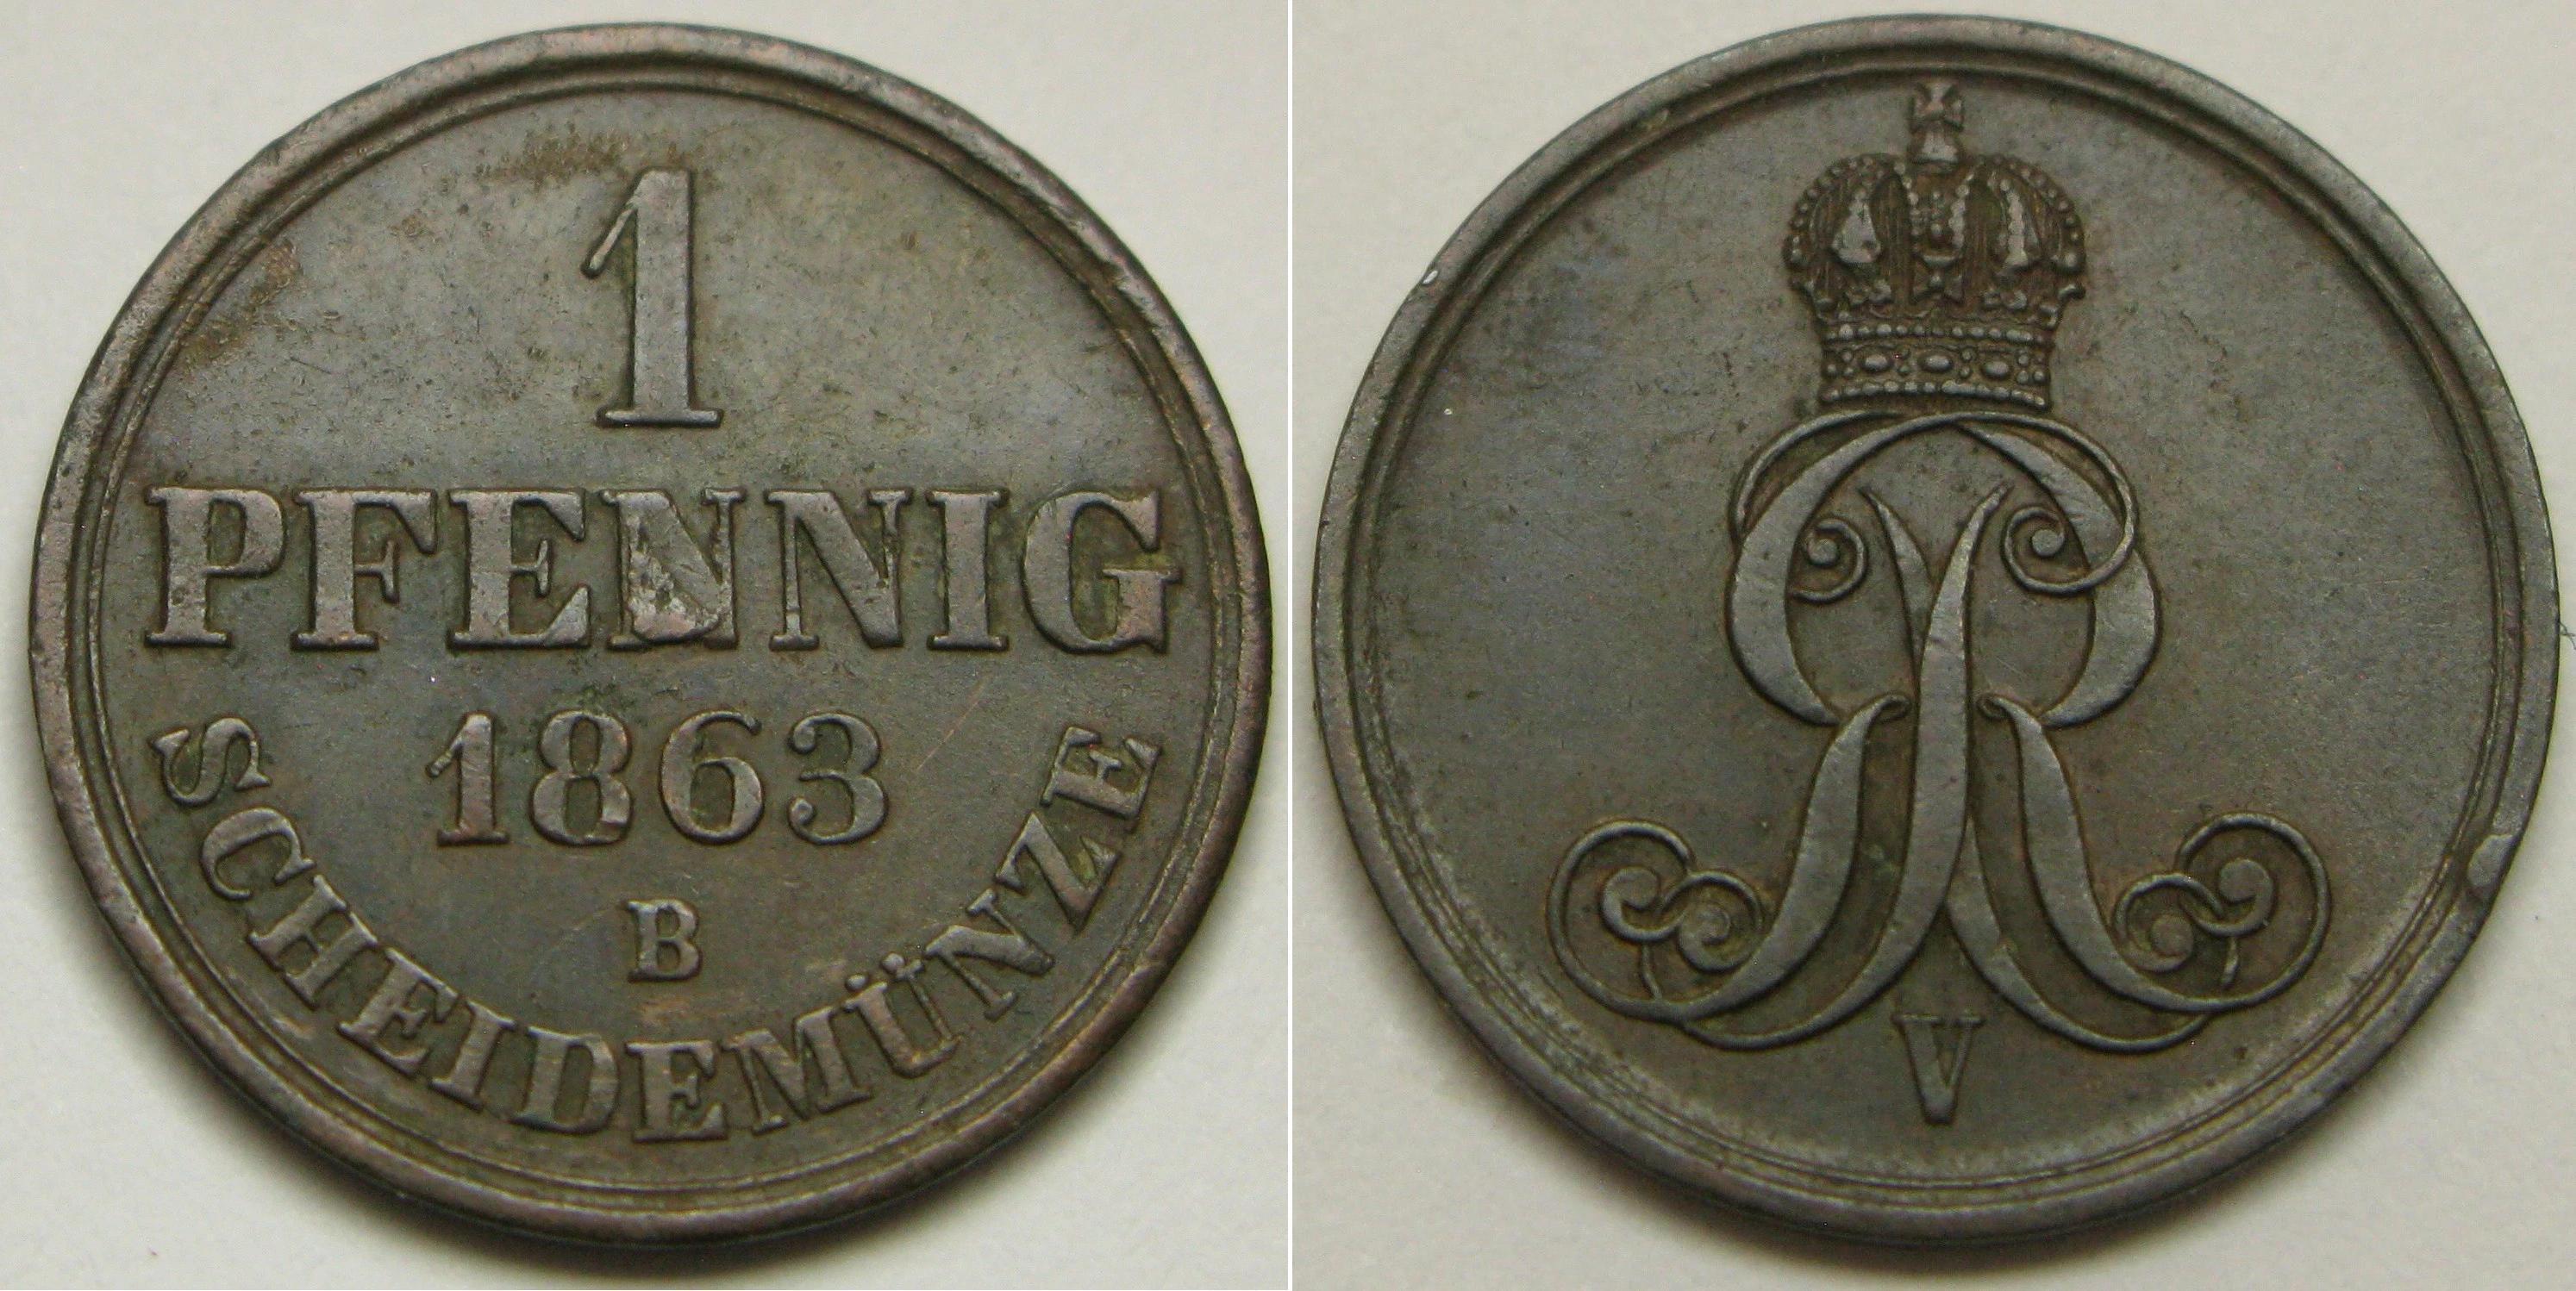 1
PFENNIG
1863
B
SCHEIDEMÜNZE
GR
V